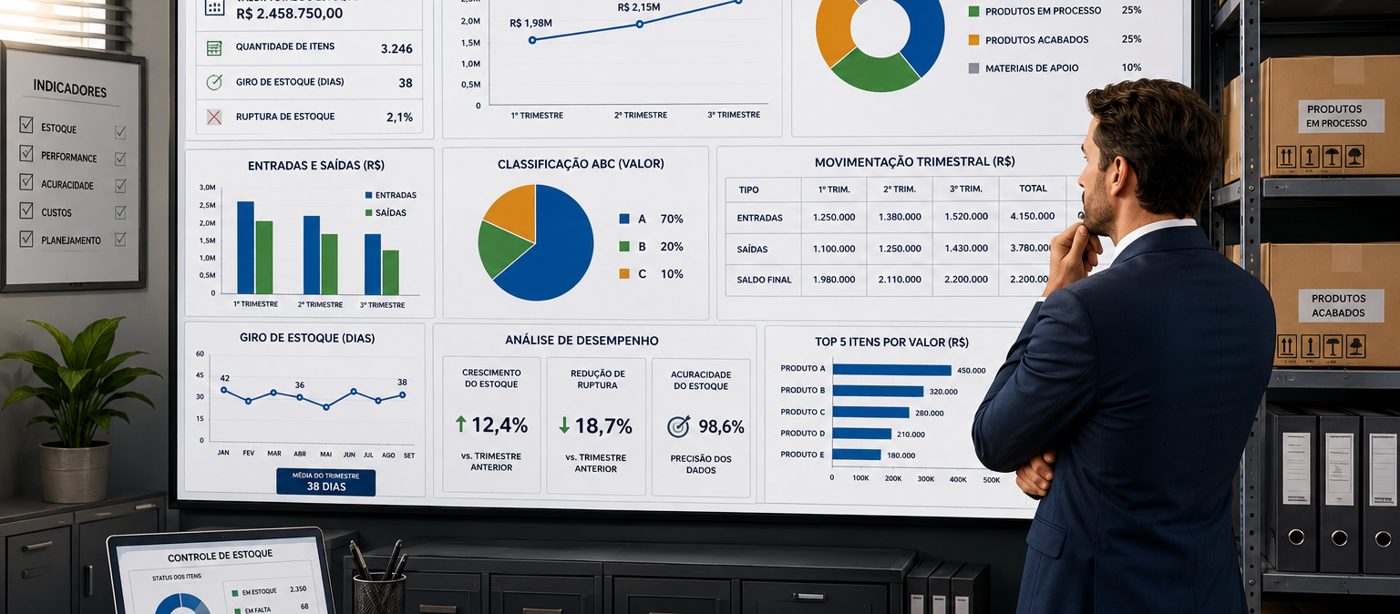 R$ 2.458.750,00
QUANTIDADE DE ITENS 3.246
GIRO DE ESTOQUE (DIAS) 38
RUPTURA DE ESTOQUE 2,1%
R$ 1,98M
R$ 2,15M
2,0M
1,5M
1,0M
0,5M
0
1º TRIMESTRE 2º TRIMESTRE 3º TRIMESTRE
PRODUTOS EM PROCESSO 25%
PRODUTOS ACABADOS 25%
MATERIAIS DE APOIO 10%
INDICADORES
ESTOQUE
PERFORMANCE
ACURACIDADE
CUSTOS
PLANEJAMENTO
ENTRADAS E SAÍDAS (R$)
3.0M
2,5M
2,0M
1,5M
1,0M
0,5M
0
ENTRADAS
SAÍDAS
1º TRIMESTRE 2º TRIMESTRE 3º TRIMESTRE
CLASSIFICAÇÃO ABC (VALOR)
A 70%
B 20%
C 10%
MOVIMENTAÇÃO TRIMESTRAL (R$)
TIPO 1º TRIM. 2º TRIM. 3º TRIM. TOTAL
ENTRADAS 1.250.000 1.380.000 1.520.000 4.150.000
SAÍDAS 1.100.000 1.250.000 1.430.000 3.780.000
SALDO FINAL 1.980.000 2.110.000 2.200.000 2.200.000
GIRO DE ESTOQUE (DIAS)
60
45
30
15
0
42
36
38
JAN FEV MAR ABR MAI JUN JUL AGO SET
MÉDIA DO TRIMESTRE
38 DIAS
ANÁLISE DE DESEMPENHO
CRESCIMENTO
DO ESTOQUE
12,4%
vs. TRIMESTRE
ANTERIOR
REDUÇÃO DE
RUPTURA
18,7%
vs. TRIMESTRE
ANTERIOR
ACURACIDADE
DO ESTOQUE
98,6%
PRECISÃO DOS
DADOS
TOP 5 ITENS POR VALOR (R$)
PRODUTO A 450.000
PRODUTO B 320.000
PRODUTO C 280.000
PRODUTO D 210.000
PRODUTO E 180.000
0 100K 200K 300K 400K 500K
PRODUTOS
EM PROCESSO
PRODUTOS
ACABADOS
CONTROLE DE ESTOQUE
STATUS DOS ITENS
EM ESTOQUE 2.350
EM FALTA 68